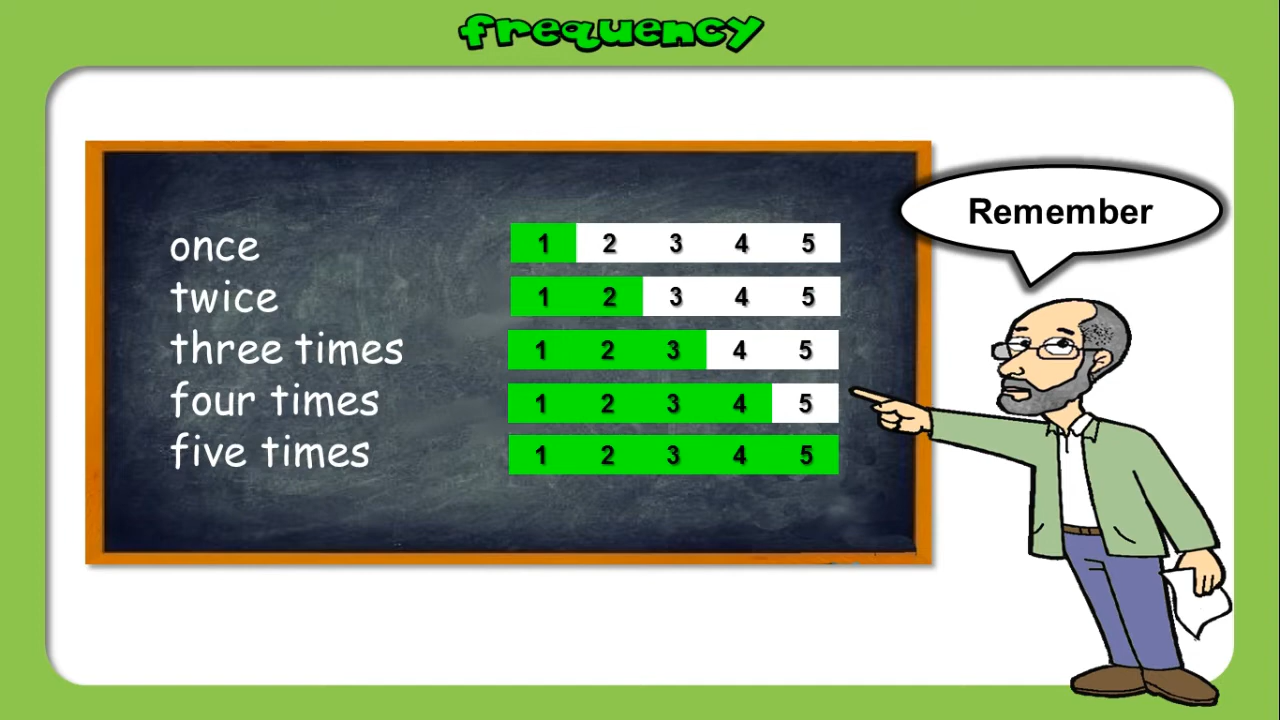 frequency
once 1 2 3 4 5
twice 1 2 3 4 5
three times 1 2 3 4 5
four times 1 2 3 4 5
five times 1 2 3 4 5
Remember